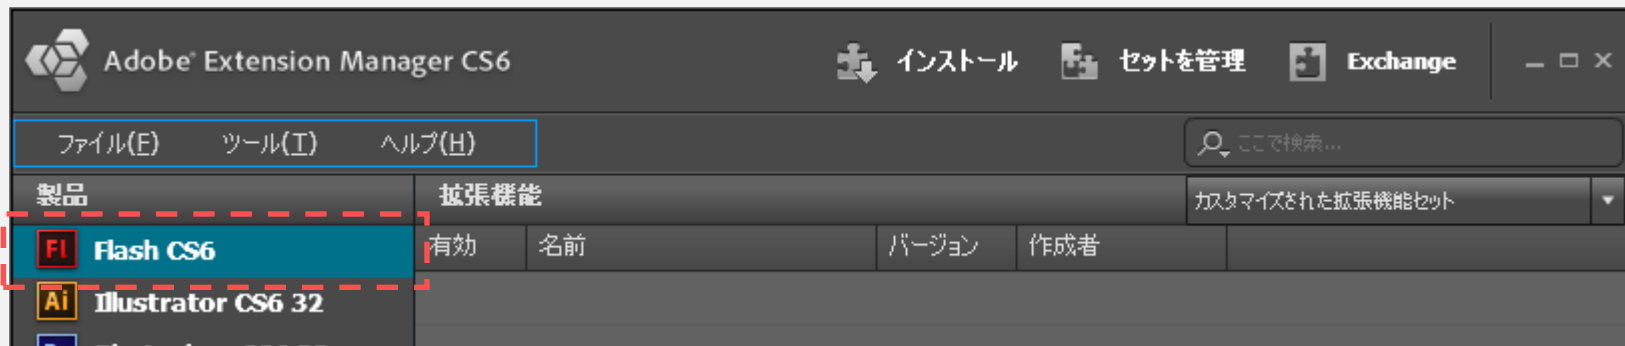 Adobe® Extension Manager CS6 インストール セットを管理 Exchange
ファイル(F) ツール(T) ヘルプ(H) ここで検索...
製品 拡張機能 カスタマイズされた拡張機能セット
Fl Flash CS6 有効 名前 バージョン 作成者
Ai Illustrator CS6 32